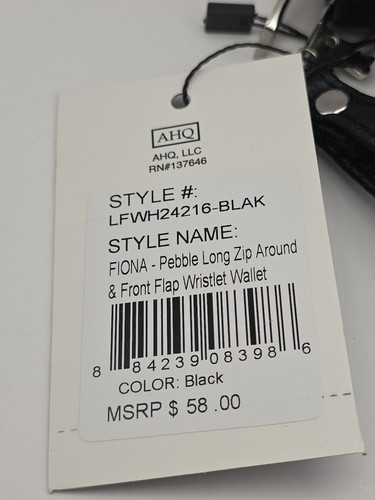 AHQ
AHQ, LLC
RN#137646
STYLE #:
LFWH24216-BLAK
STYLE NAME:
FIONA - Pebble Long Zip Around
& Front Flap Wristlet Wallet
8 84239 08398 6
COLOR: Black
MSRP $ 58 .00